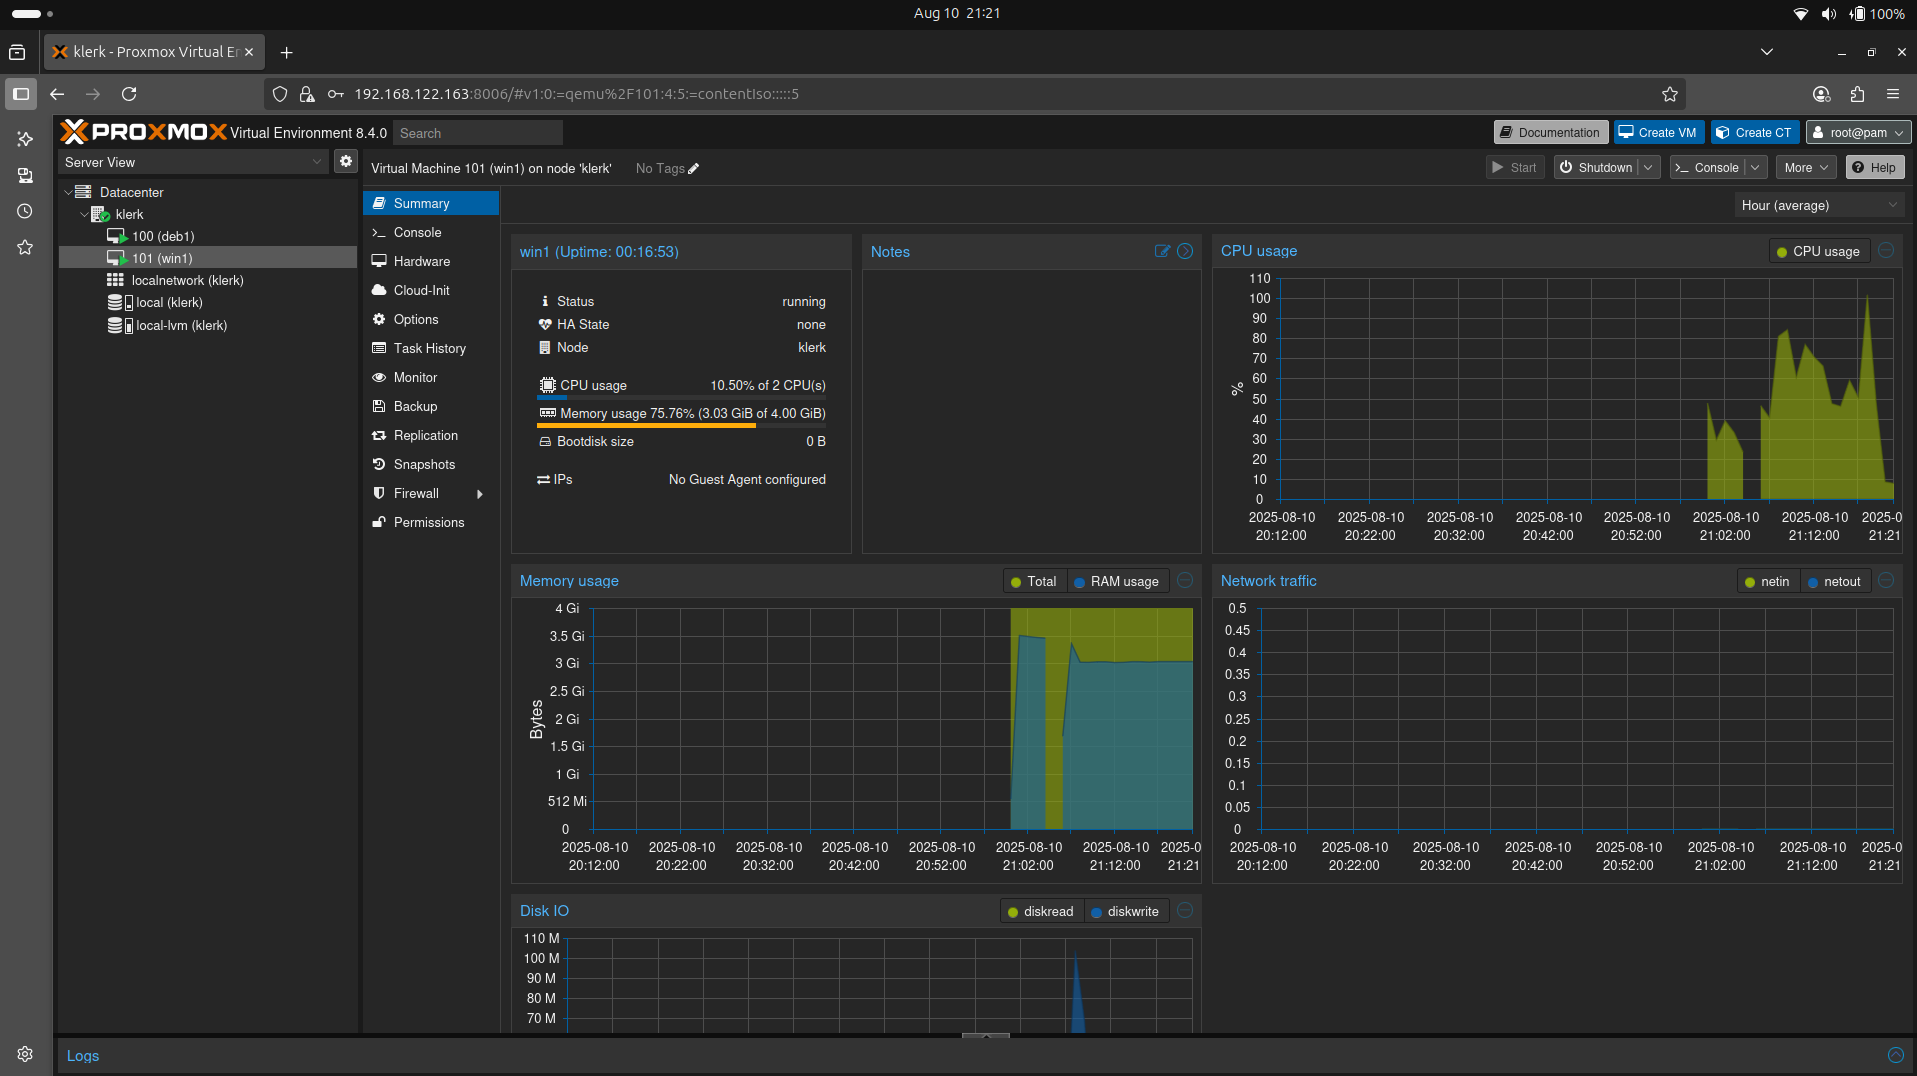 Aug 10 21:21
100%
klerk - Proxmox Virtual En
192.168.122.163:8006/#v1:0:=qemu%2F101:4:5:=contentIso:::::5
PROXMOX Virtual Environment 8.4.0
Search
Documentation
Create VM
Create CT
root@pam
Server View
Virtual Machine 101 (win1) on node 'klerk'
No Tags
Start
Shutdown
Console
More
Help
Datacenter
klerk
100 (deb1)
101 (win1)
localnetwork (klerk)
local (klerk)
local-lvm (klerk)
Summary
Console
Hardware
Cloud-Init
Options
Task History
Monitor
Backup
Replication
Snapshots
Firewall
Permissions
Hour (average)
win1 (Uptime: 00:16:53)
Status running
HA State none
Node klerk
CPU usage 10.50% of 2 CPU(s)
Memory usage 75.76% (3.03 GiB of 4.00 GiB)
Bootdisk size 0 B
IPs No Guest Agent configured
Notes
CPU usage
CPU usage
110
100
90
80
70
60
50
40
30
20
10
0
%
2025-08-10 2025-08-10 2025-08-10 2025-08-10 2025-08-10 2025-08-10 2025-08-10 2025-0
20:12:00 20:22:00 20:32:00 20:42:00 20:52:00 21:02:00 21:12:00 21:21
Memory usage
Total RAM usage
4 Gi
3.5 Gi
3 Gi
2.5 Gi
2 Gi
1.5 Gi
1 Gi
512 Mi
0
Bytes
2025-08-10 2025-08-10 2025-08-10 2025-08-10 2025-08-10 2025-08-10 2025-08-10 2025-0
20:12:00 20:22:00 20:32:00 20:42:00 20:52:00 21:02:00 21:12:00 21:21
Network traffic
netin netout
0.5
0.45
0.4
0.35
0.3
0.25
0.2
0.15
0.1
0.05
0
2025-08-10 2025-08-10 2025-08-10 2025-08-10 2025-08-10 2025-08-10 2025-08-10 2025-0
20:12:00 20:22:00 20:32:00 20:42:00 20:52:00 21:02:00 21:12:00 21:21
Disk IO
diskread diskwrite
110 M
100 M
90 M
80 M
70 M
Logs